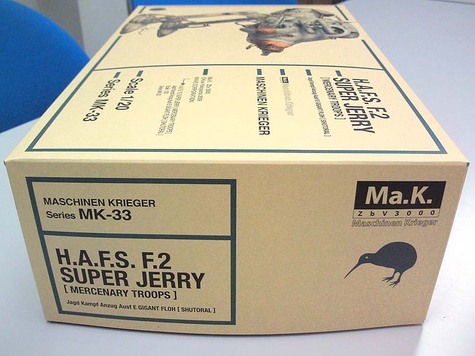 H.A.F.S. F.2
SUPER JERRY
[ MERCENARY TROOPS ]
MASCHINEN KRIEGER
Scale 1/20
Series MK-33
MASCHINEN KRIEGER
Series MK-33
H.A.F.S. F.2
SUPER JERRY
[ MERCENARY TROOPS ]
Jagd Kampf Anzug Ausf E GIGANT FLOH [ SHUTORAL ]
Ma.K.
ZbV3000
Maschinen Krieger